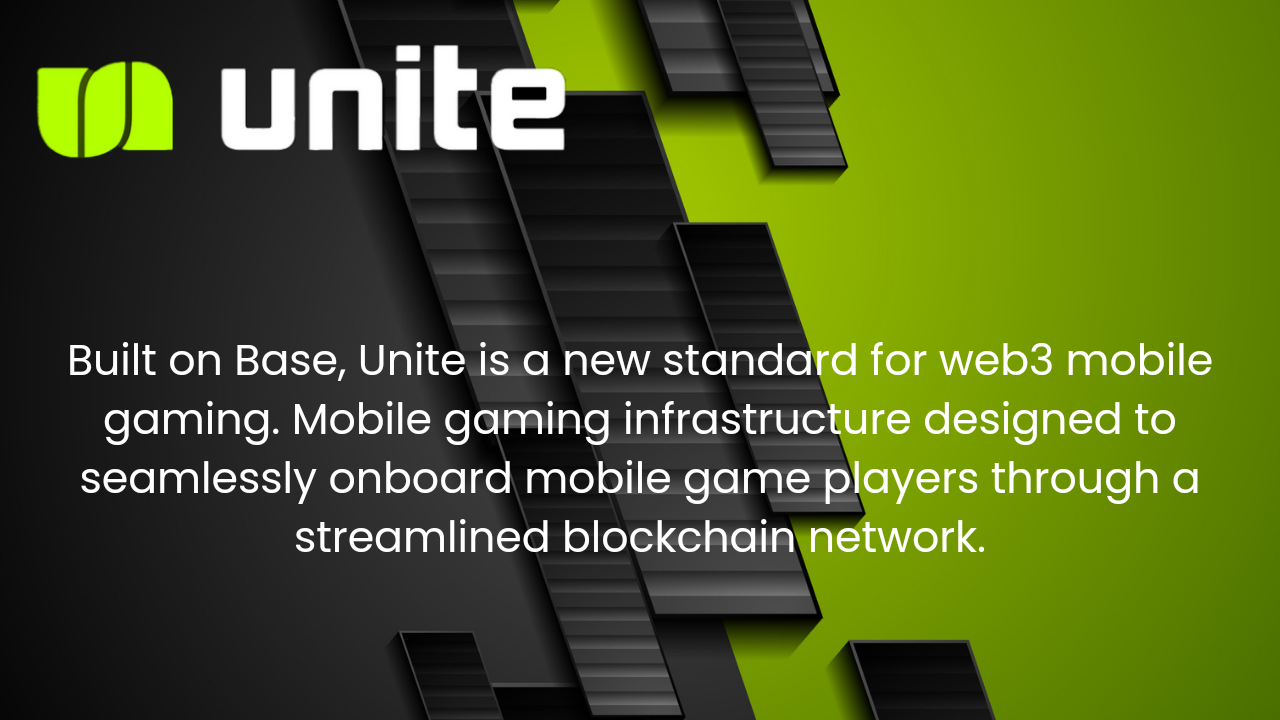 unite
Built on Base, Unite is a new standard for web3 mobile
gaming. Mobile gaming infrastructure designed to
seamlessly onboard mobile game players through a
streamlined blockchain network.